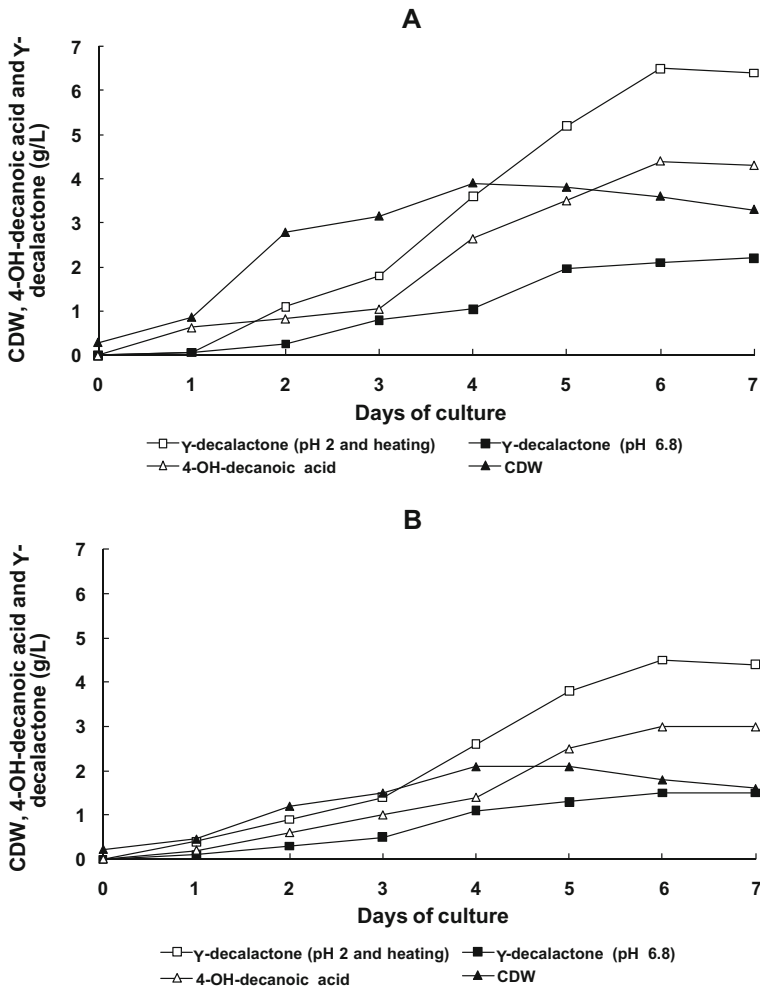 A
CDW, 4-OH-decanoic acid and Ƴ-
decalactone (g/L)
7
6
5
4
3
2
1
0
0 1 2 3 4 5 6 7
Days of culture
Ƴ-decalactone (pH 2 and heating) Ƴ-decalactone (pH 6.8)
4-OH-decanoic acid CDW
B
CDW, 4-OH-decanoic acid and Ƴ-
decalactone (g/L)
7
6
5
4
3
2
1
0
0 1 2 3 4 5 6 7
Days of culture
Ƴ-decalactone (pH 2 and heating) Ƴ-decalactone (pH 6.8)
4-OH-decanoic acid CDW